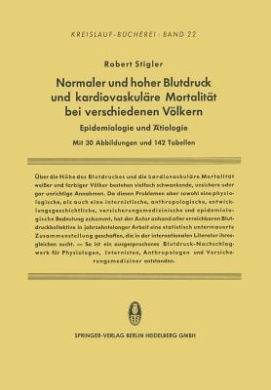 KREISLAUF-BÜCHEREI · BAND 22
Robert Stigler
Normaler und hoher Blutdruck
und kardiovaskuläre Mortalität
bei verschiedenen Völkern
Epidemiologie und Ätiologie
Mit 30 Abbildungen und 142 Tabellen
Über die Höhe des Blutdruckes und die kardiovaskuläre Mortalität
weißer und farbiger Völker bestehen vielfach schwankende, unsichere oder
gar unrichtige Annahmen. Da diesen Problemen aber sowohl eine physio-
logische, als auch eine internistische, anthropologische, entwick-
lungsgeschichtliche, versicherungsmedizinische und epidemiolo-
gische Bedeutung zukommt, hat der Autor anhand aller erreichbaren Blut-
druckkollektive in jahrzehntelanger Arbeit eine statistisch untermauerte
Zusammenstellung geschaffen, die in der internationalen Literatur ihres-
gleichen sucht. — So ist ein ausgesprochenes Blutdruck-Nachschlag-
werk für Physiologen, Internisten, Anthropologen und Versiche-
rungsmediziner entstanden.
SPRINGER-VERLAG BERLIN HEIDELBERG GMBH